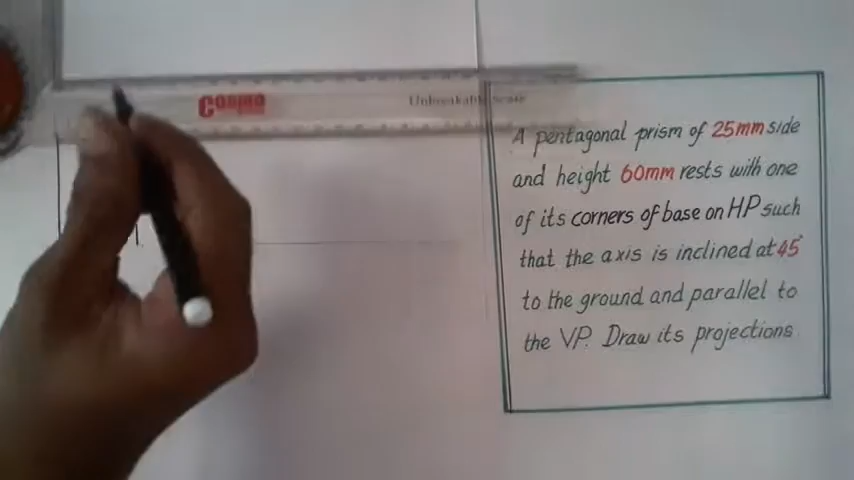 COSMO
Unbreakable Scale
A pentagonal prism of 25mm side
and height 60mm rests with one
of its corners of base on HP such
that the axis is inclined at 45°
to the ground and parallel to
the VP. Draw its projections